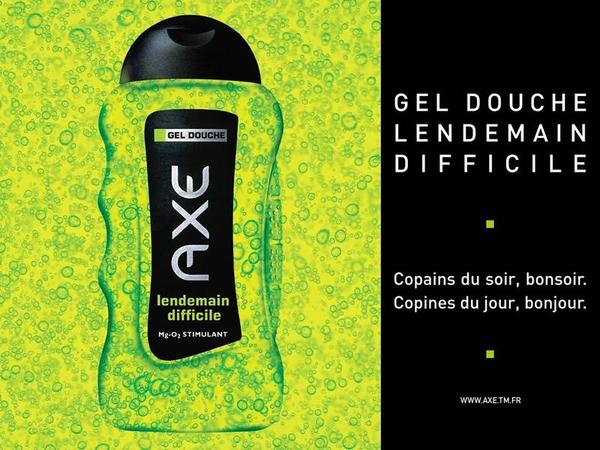 GEL DOUCHE
AXE
lendemain
difficile
Mg-O₂ STIMULANT
GEL DOUCHE
LENDEMAIN
DIFFICILE
Copains du soir, bonsoir.
Copines du jour, bonjour.
WWW.AXE.TM.FR